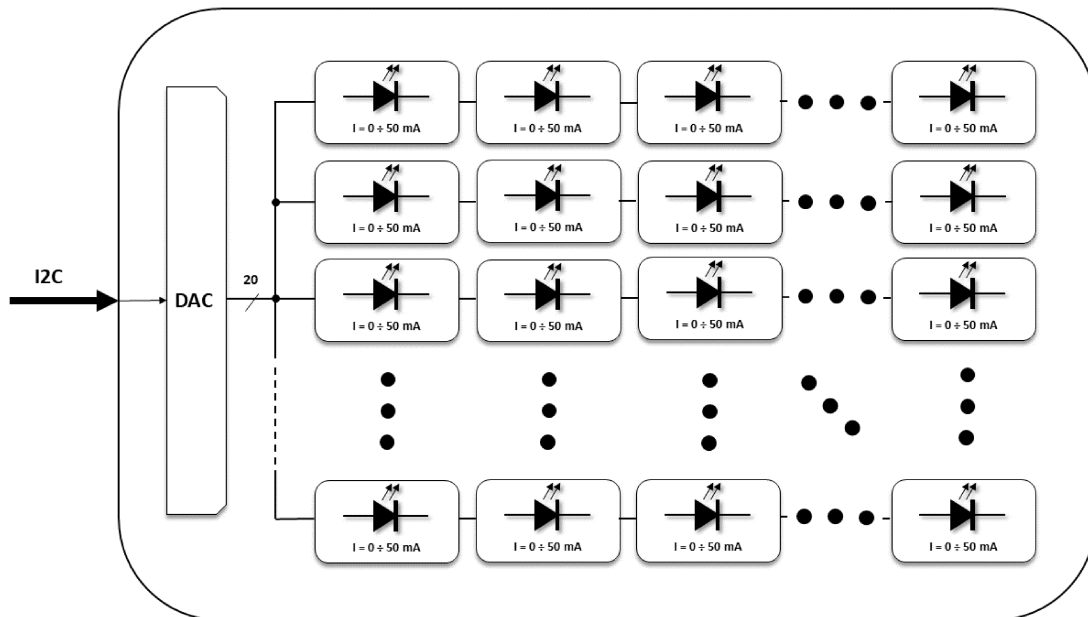 I = 0 ÷ 50 mA
I = 0 ÷ 50 mA
I = 0 ÷ 50 mA
I = 0 ÷ 50 mA
I = 0 ÷ 50 mA
I = 0 ÷ 50 mA
I = 0 ÷ 50 mA
I = 0 ÷ 50 mA
I2C
DAC
20
I = 0 ÷ 50 mA
I = 0 ÷ 50 mA
I = 0 ÷ 50 mA
I = 0 ÷ 50 mA
I = 0 ÷ 50 mA
I = 0 ÷ 50 mA
I = 0 ÷ 50 mA
I = 0 ÷ 50 mA